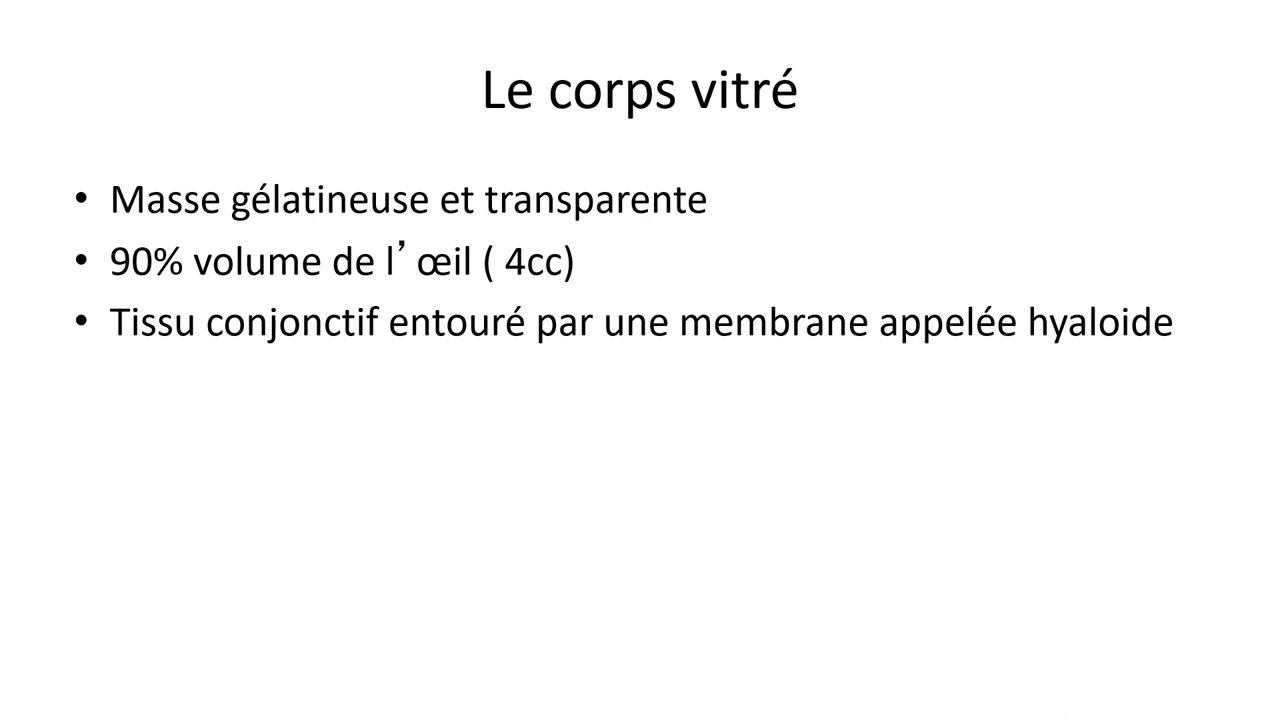 Le corps vitré
• Masse gélatineuse et transparente
• 90% volume de l’ œil ( 4cc)
• Tissu conjonctif entouré par une membrane appelée hyaloide